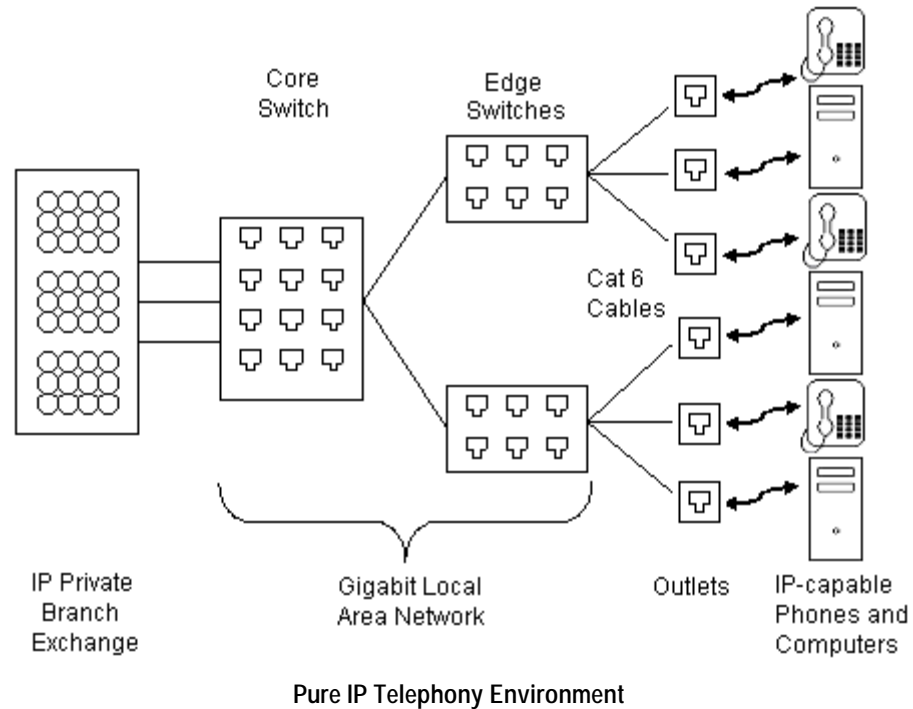 Core
Switch
Edge
Switches
Cat 6
Cables
IP Private
Branch
Exchange
Gigabit Local
Area Network
Outlets
IP-capable
Phones and
Computers
Pure IP Telephony Environment